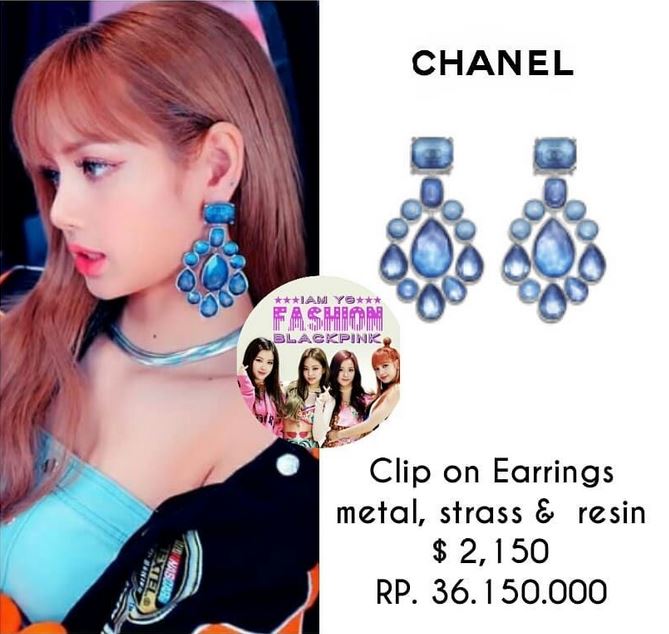 CHANEL
★★★IAM YG★★★
FASHION
BLACKPINK
Clip on Earrings
metal, strass & resin
$ 2,150
RP. 36.150.000